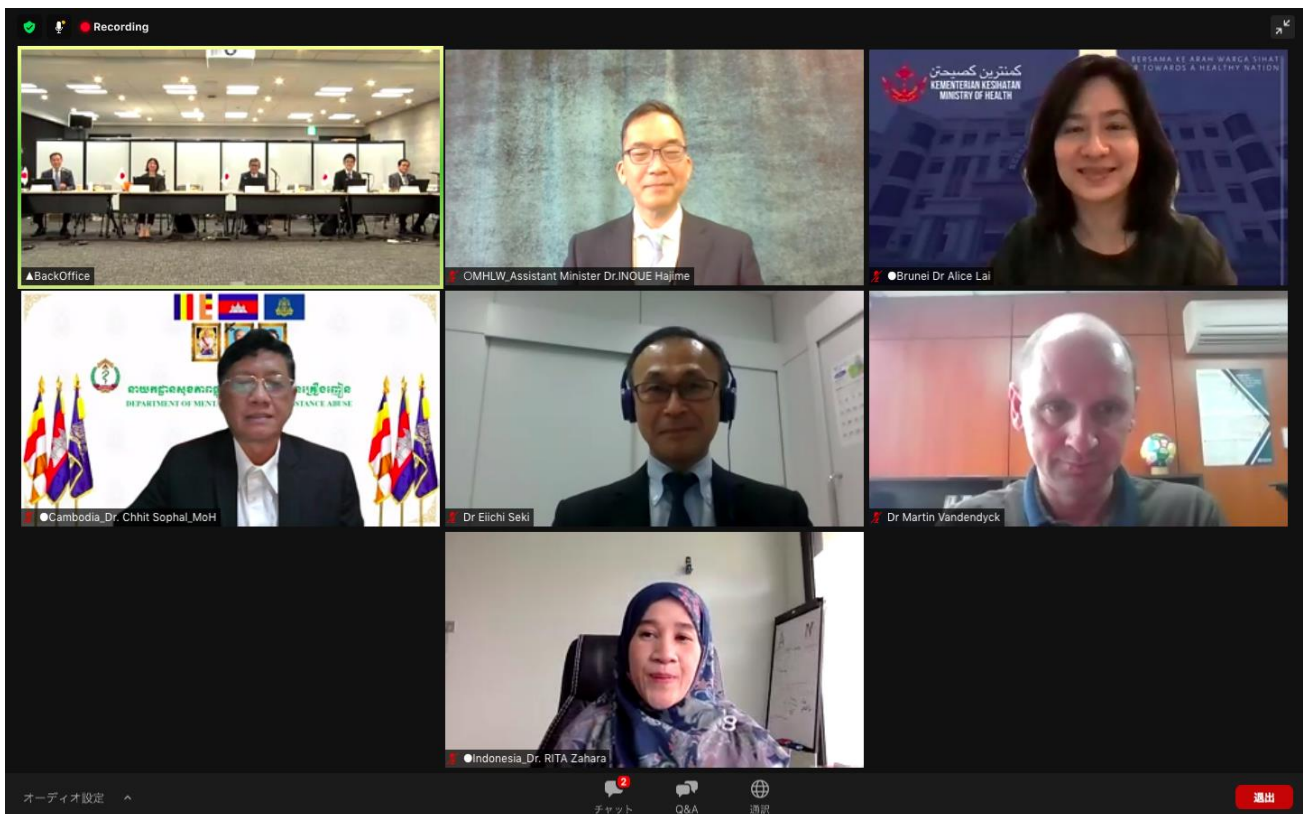 Recording
▲BackOffice
○MHLW_Assistant Minister Dr.INOUE Hajime
كمنترين كصيحتن
KEMENTERIAN KESIHATAN
MINISTRY OF HEALTH
BERSAMA KE ARAH WARGA SIHAT
TOWARDS A HEALTHY NATION
●Brunei Dr Alice Lai
DEPARTMENT OF
STANCE ABUSE
●Cambodia_Dr. Chhit Sophal_MoH
Dr Eiichi Seki
Dr Martin Vandendyck
●Indonesia_Dr. RITA Zahara
オーディオ設定
2
チャット
Q&A
通訳
退出